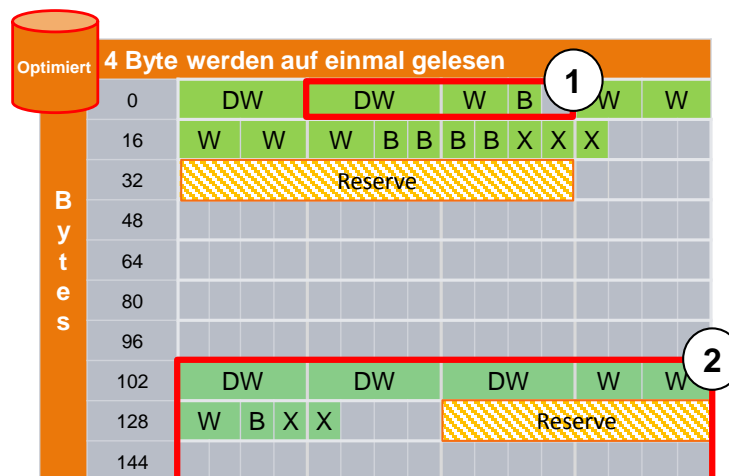 Optimiert
4 Byte werden auf einmal gelesen
1
0 DW DW W B W W
16 W W W B B B B X X X
32 Reserve
48
64
80
96
2
102 DW DW DW W W
128 W B X X Reserve
144
Bytes